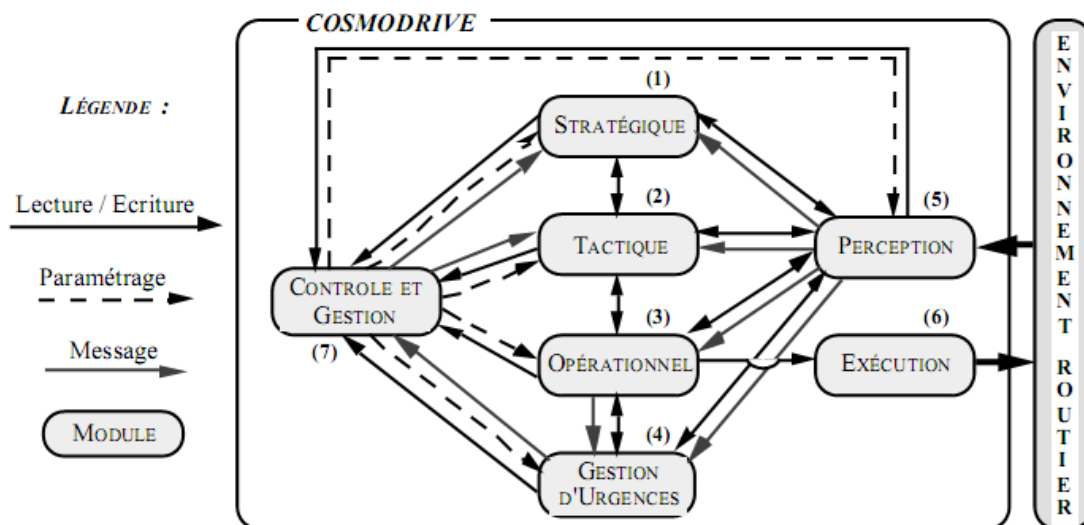 COSMODRIVE
LÉGENDE :
Lecture / Ecriture
Paramétrage
Message
MODULE
(1)
STRATÉGIQUE
(2)
TACTIQUE
(3)
OPÉRATIONNEL
(4)
GESTION
D'URGENCES
(5)
PERCEPTION
(6)
EXÉCUTION
CONTROLE ET
GESTION
(7)
ENVIRONNEMENT ROUTIER